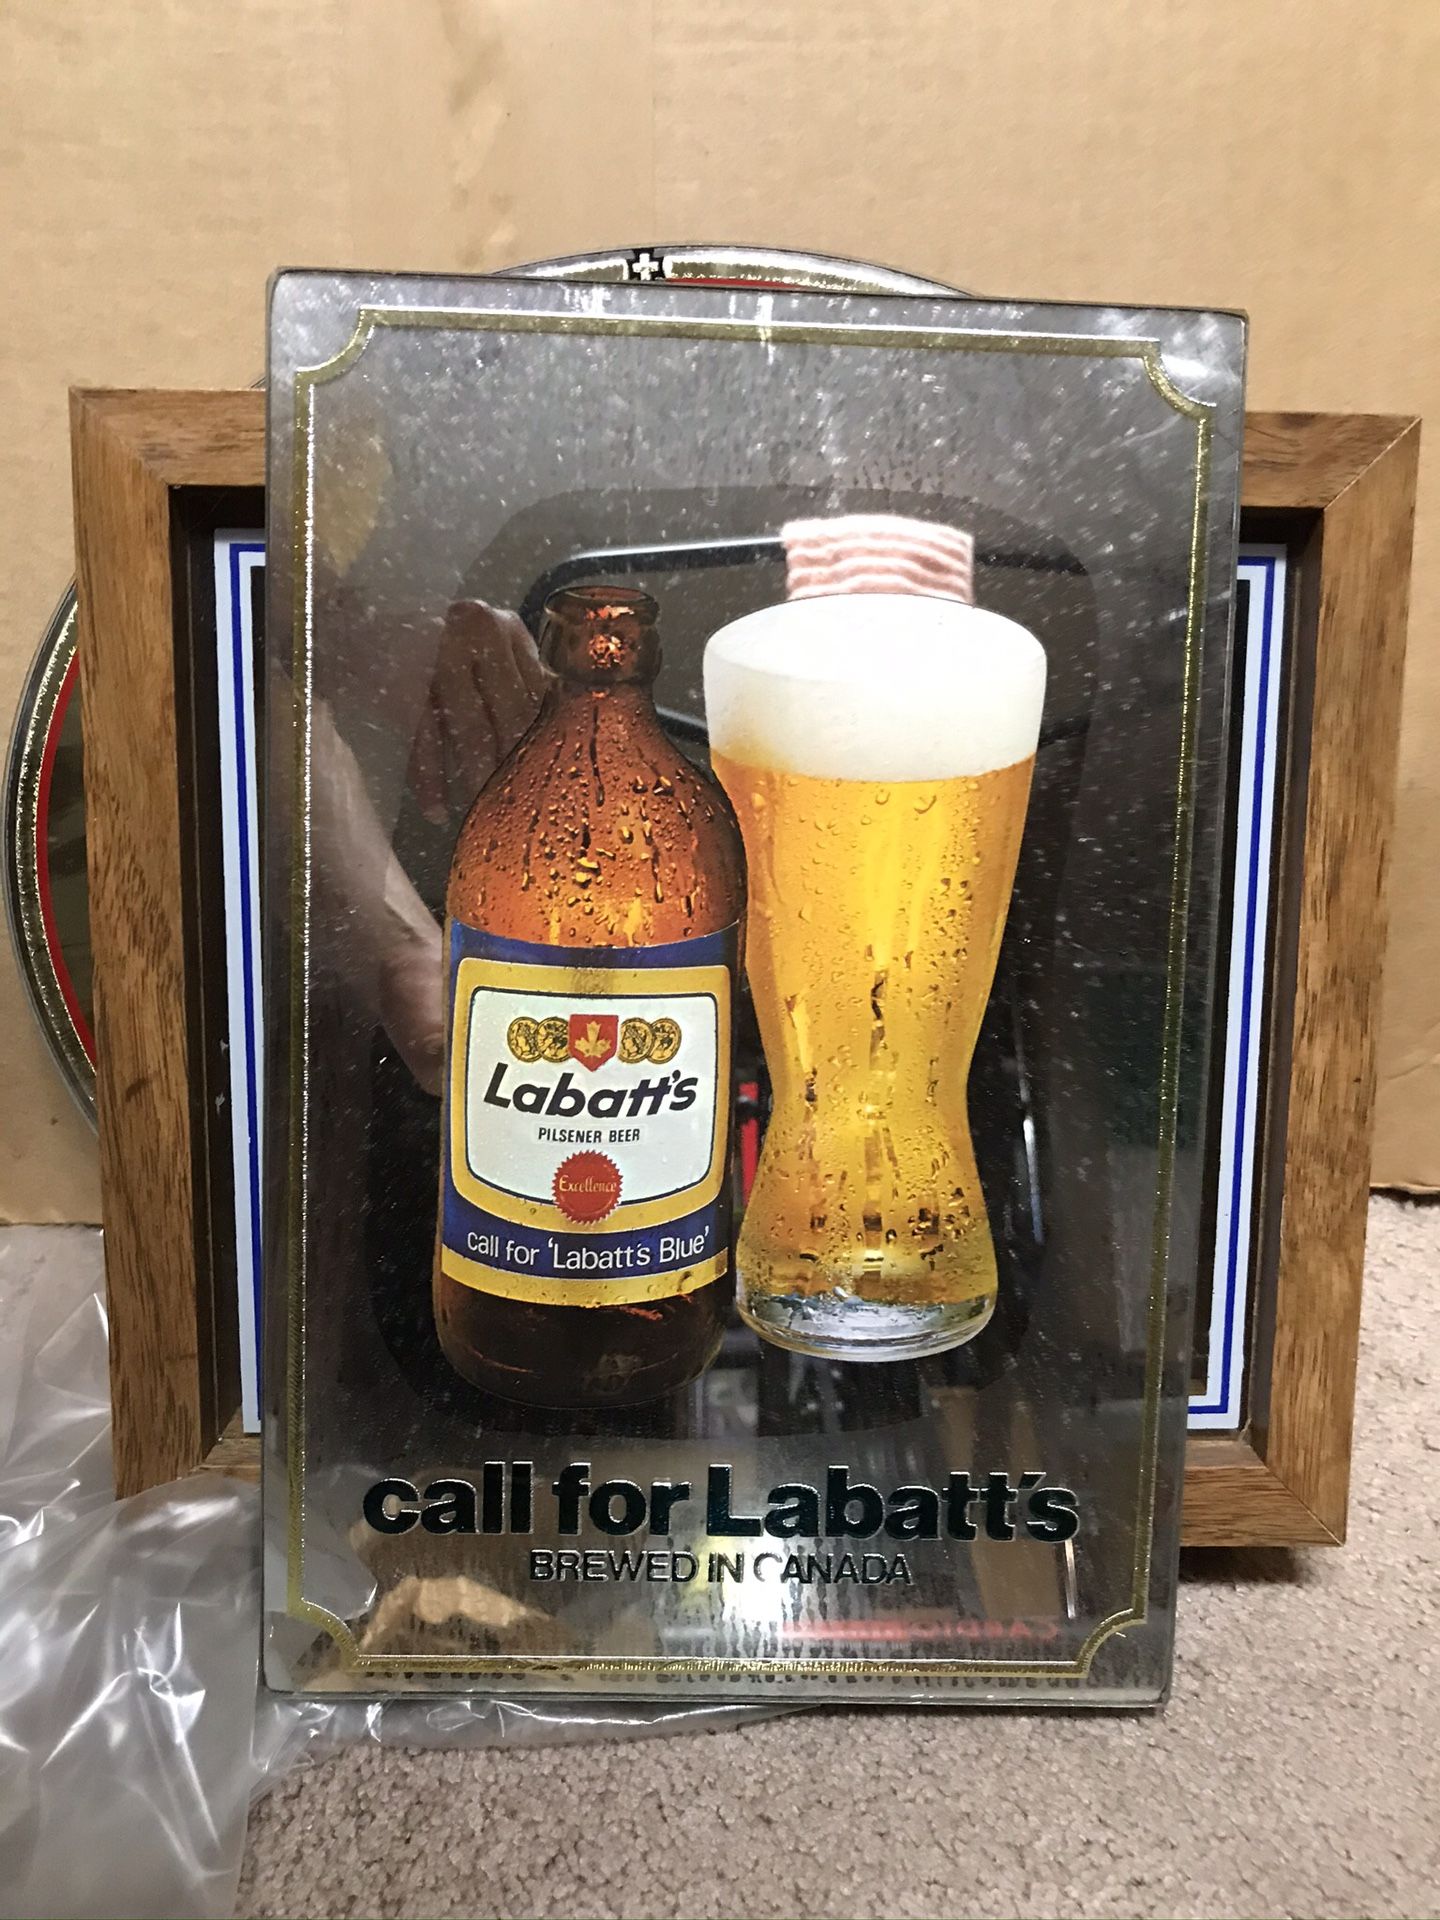 Labatt's
PILSENER BEER
Excellence
call for 'Labatt's Blue'
call for Labatt's
BREWED IN CANADA